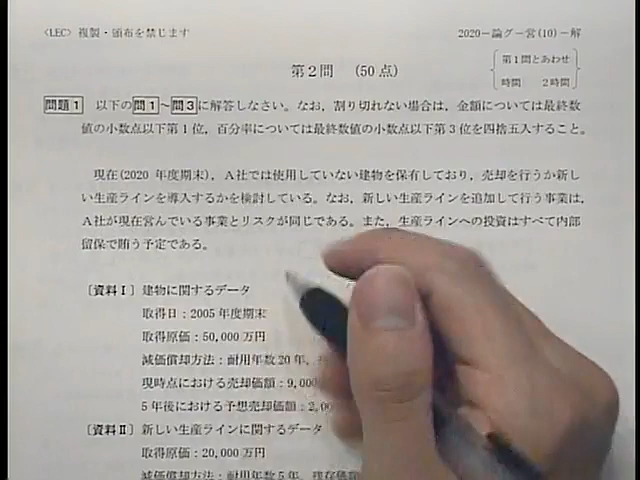 <LEC> 複製・頒布を禁じます
2020－論グ－営(10)－解
第2問 (50点)
第1問とあわせ
時間 2時間
問題1 以下の問1～問3に解答しなさい。なお，割り切れない場合は，金額については最終数
値の小数点以下第1位，百分率については最終数値の小数点以下第3位を四捨五入すること。
現在(2020年度期末)，A社では使用していない建物を保有しており，売却を行うか新し
い生産ラインを導入するかを検討している。なお，新しい生産ラインを追加して行う事業は，
A社が現在営んでいる事業とリスクが同じである。また，生産ラインへの投資はすべて内部
留保で賄う予定である。
〔資料Ⅰ〕 建物に関するデータ
取得日：2005年度期末
取得原価：50,000万円
減価償却方法：耐用年数20年，
現時点における売却価額：9,000
5年後における予想売却価額：2,00
〔資料Ⅱ〕 新しい生産ラインに関するデータ
取得原価：20,000万円
減価償却方法：耐用年数5年，残存価額